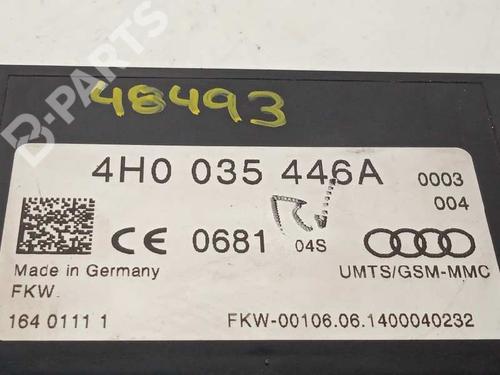 B-PARTS
48493
4H0 035 446A 0003
004
CE 0681 04S
Made in Germany UMTS/GSM-MMC
FKW
164 0111 1 FKW-00106.06.1400040232